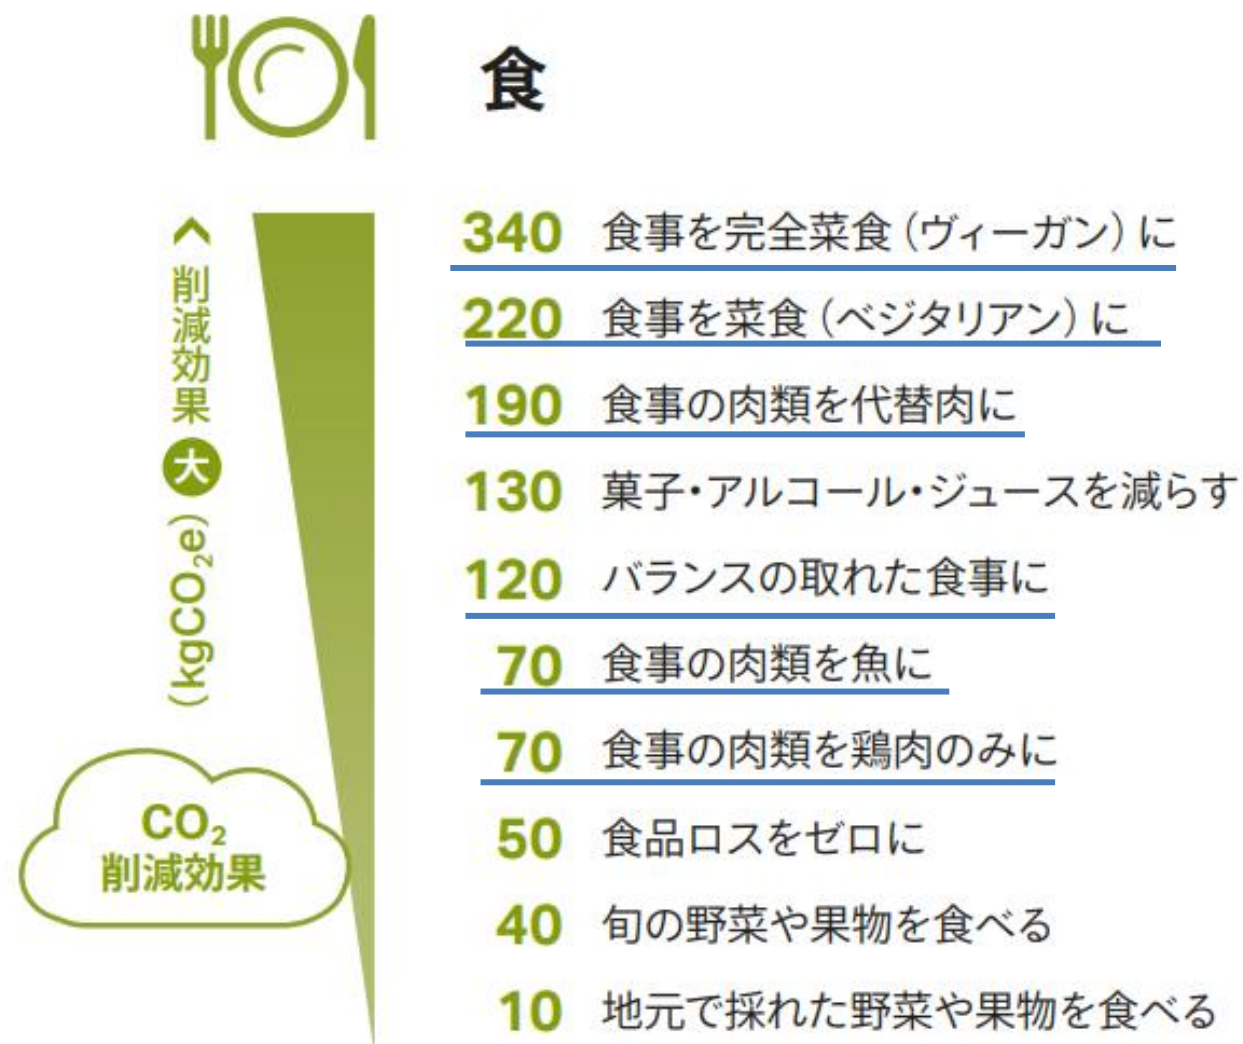 食
340 食事を完全菜食（ヴィーガン）に
220 食事を菜食（ベジタリアン）に
190 食事の肉類を代替肉に
130 菓子・アルコール・ジュースを減らす
120 バランスの取れた食事に
70 食事の肉類を魚に
70 食事の肉類を鶏肉のみに
50 食品ロスをゼロに
40 旬の野菜や果物を食べる
10 地元で採れた野菜や果物を食べる
削減効果 大 （kgCO₂e）
CO₂
削減効果